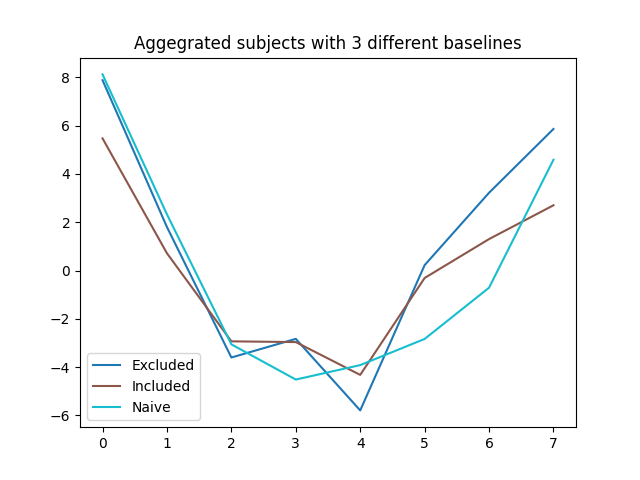 Aggegrated subjects with 3 different baselines
8
6
4
2
0
−2
−4
−6
Excluded
Included
Naive
0 1 2 3 4 5 6 7